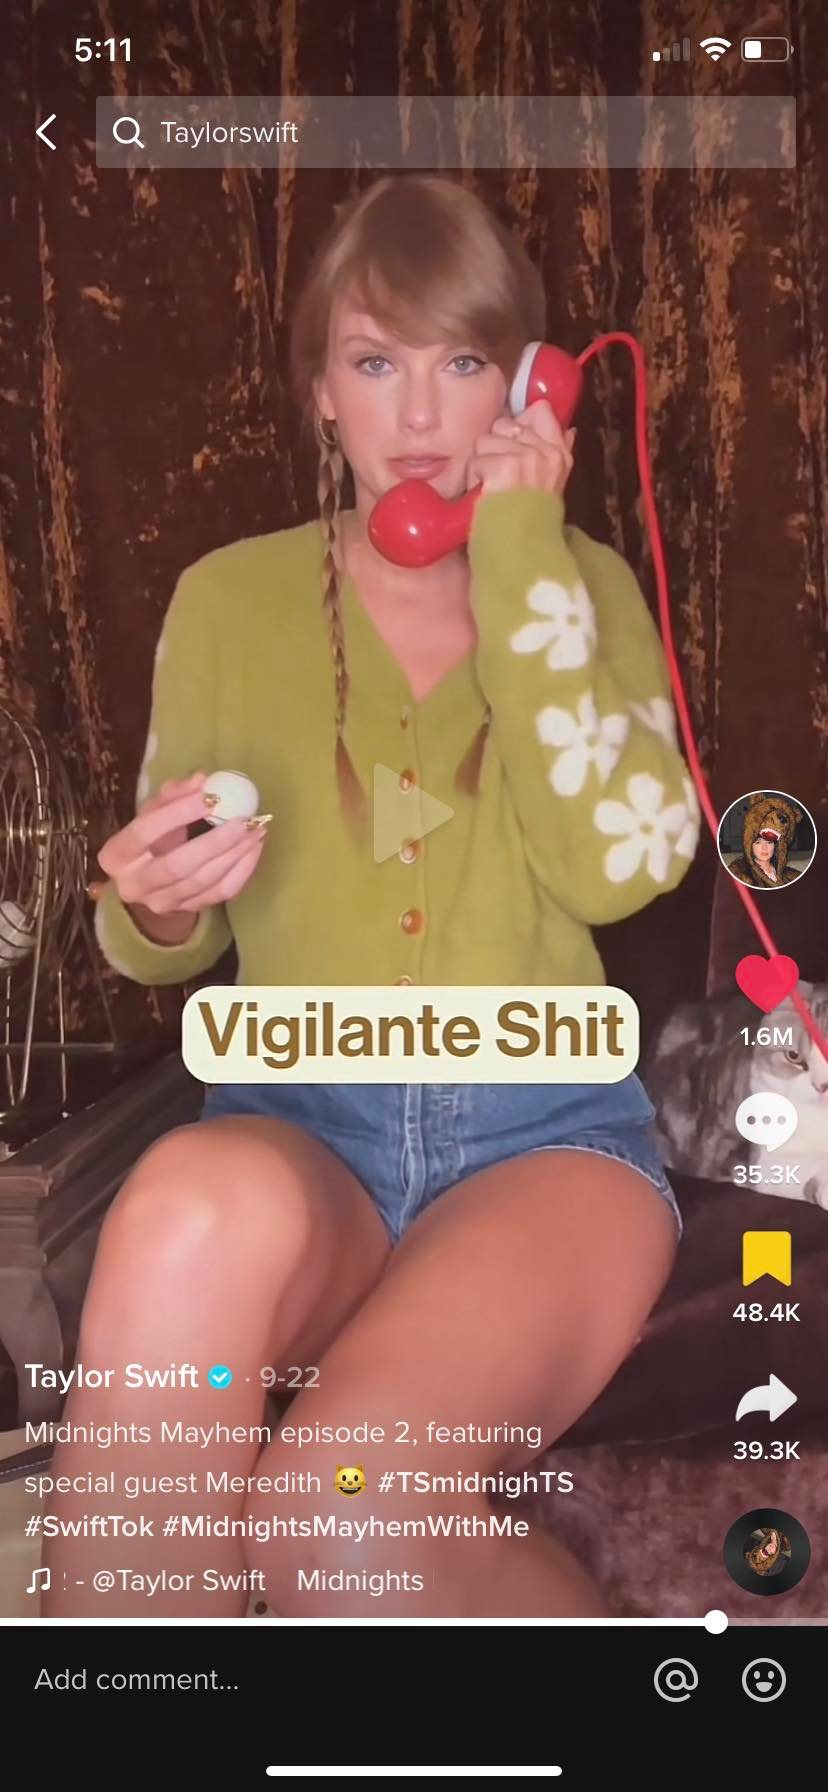 5:11
Taylorswift
Vigilante Shit
1.6M
35.3K
48.4K
39.3K
Taylor Swift · 9-22
Midnights Mayhem episode 2, featuring
special guest Meredith 😺 #TSmidnighTS
#SwiftTok #MidnightsMayhemWithMe
- @Taylor Swift Midnights
Add comment...